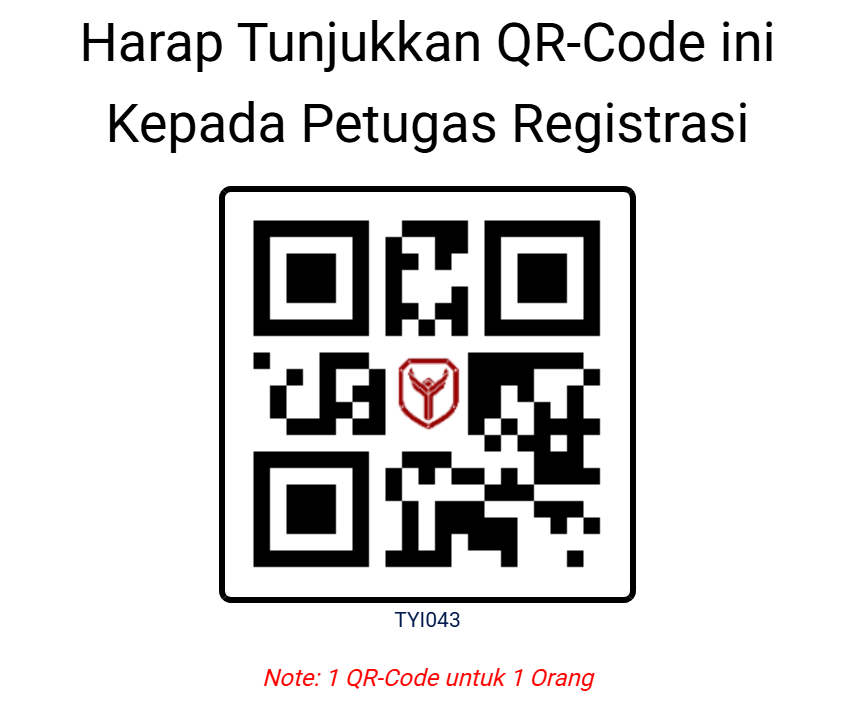 Harap Tunjukkan QR-Code ini
Kepada Petugas Registrasi
TYI043
Note: 1 QR-Code untuk 1 Orang